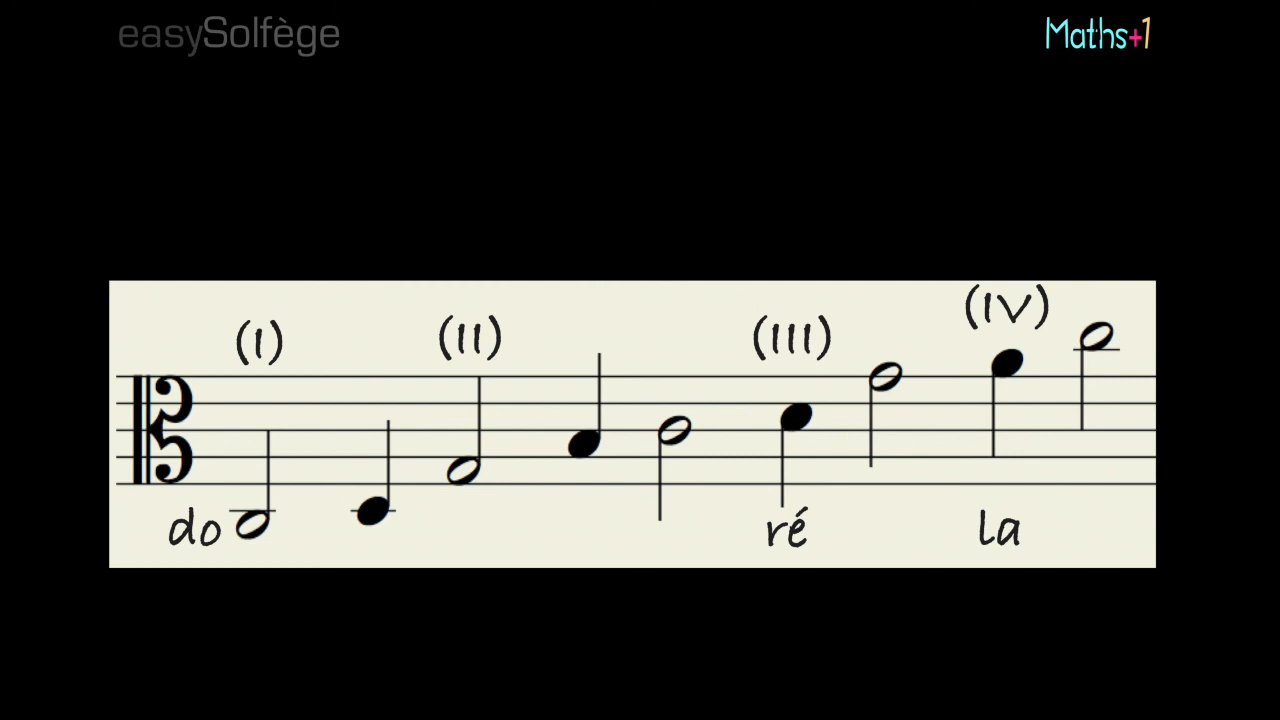 easySolfège
Maths+1
(I) (II) (III) (IV)
do ré la